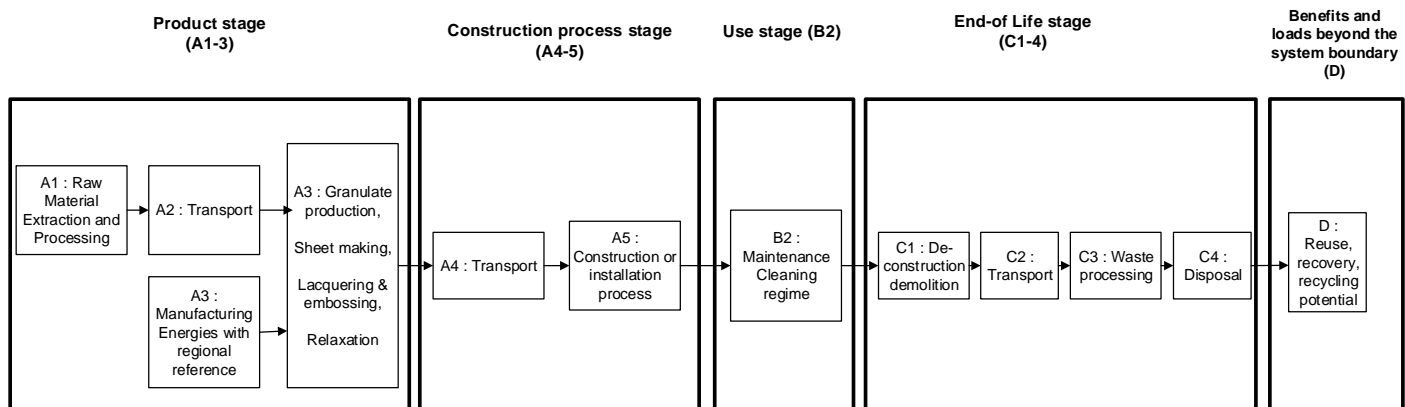 Product stage
(A1-3)
Construction process stage
(A4-5)
Use stage (B2)
End-of Life stage
(C1-4)
Benefits and
loads beyond the
system boundary
(D)
A1 : Raw
Material
Extraction and
Processing
A2 : Transport
A3 :
Manufacturing
Energies with
regional
reference
A3 : Granulate
production,
Sheet making,
Lacquering &
embossing,
Relaxation
A4 : Transport
A5 :
Construction or
installation
process
B2 :
Maintenance
Cleaning
regime
C1 : De-
construction
demolition
C2 :
Transport
C3 : Waste
processing
C4 :
Disposal
D :
Reuse,
recovery,
recycling
potential